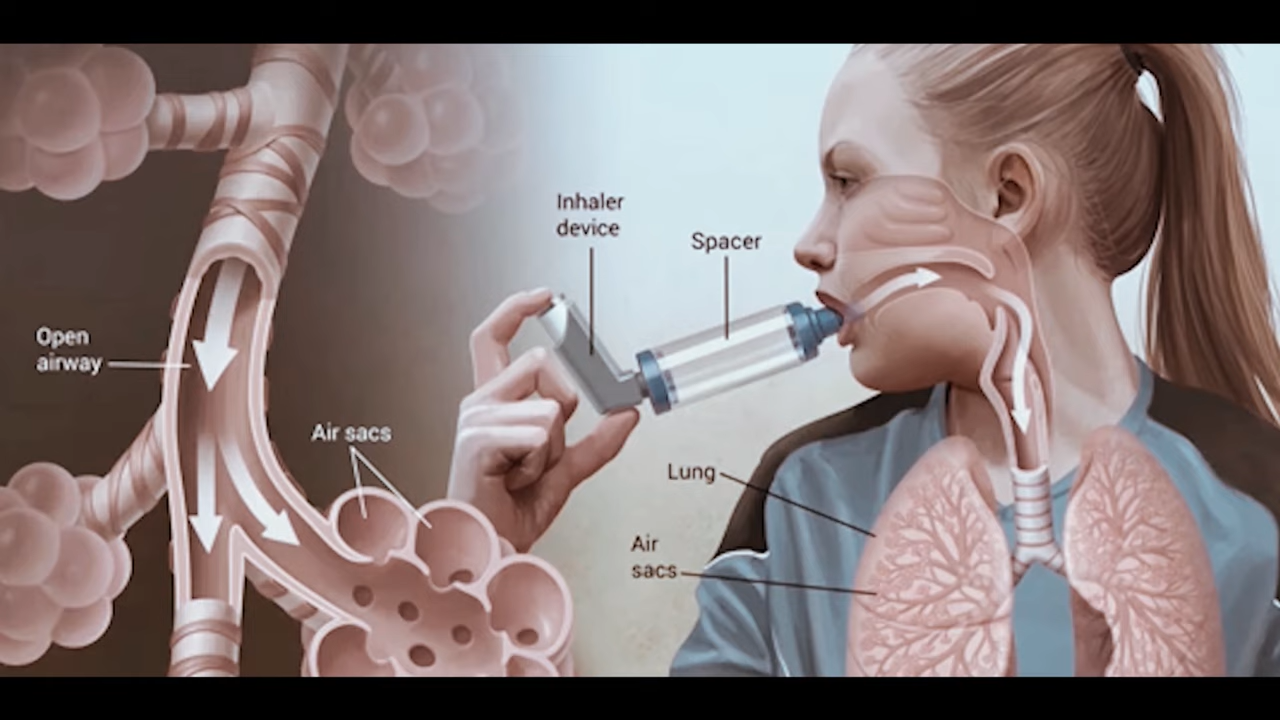 Inhaler
device
Spacer
Open
airway
Air sacs
Lung
Air
sacs